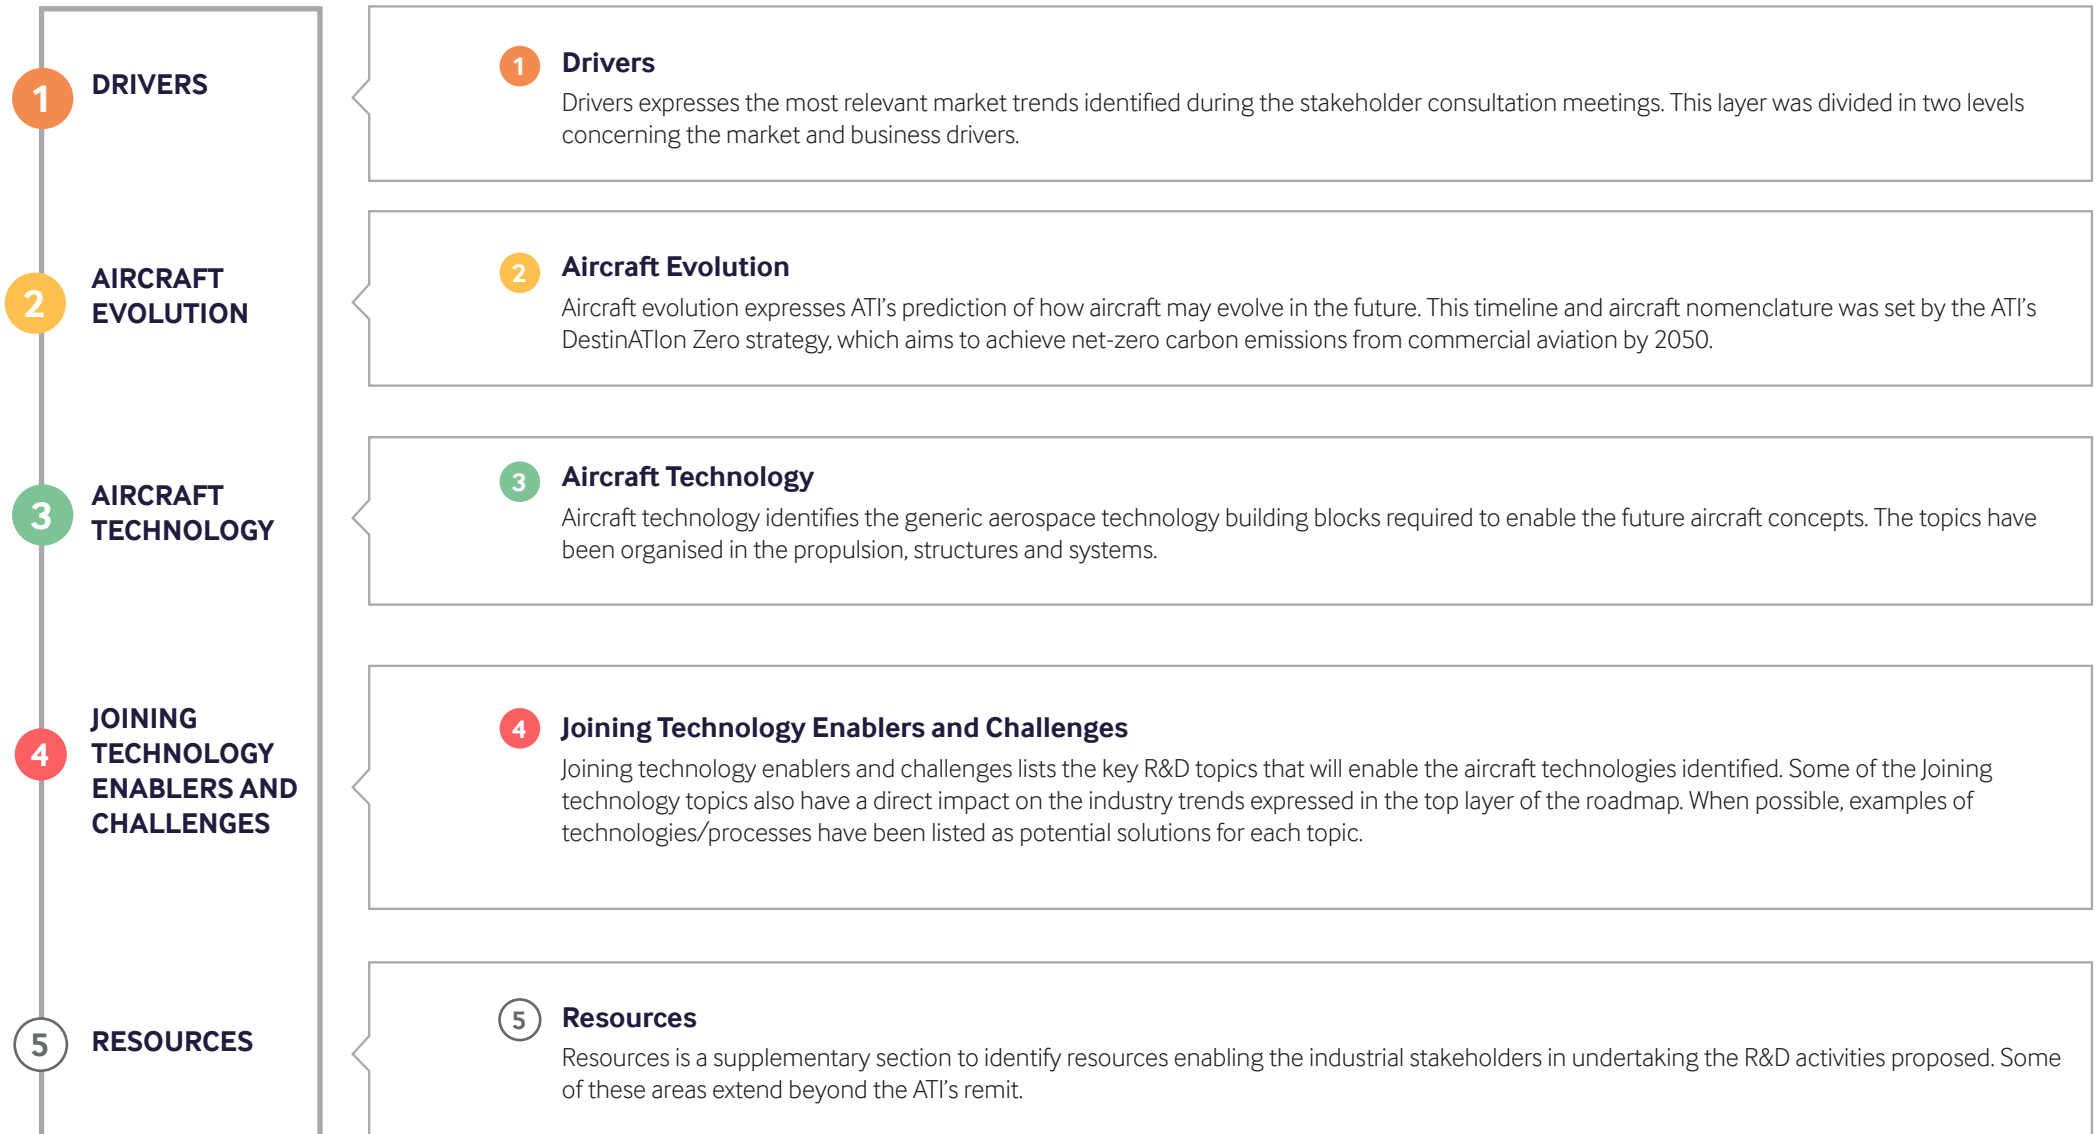 1
DRIVERS
1
Drivers
Drivers expresses the most relevant market trends identified during the stakeholder consultation meetings. This layer was divided in two levels
concerning the market and business drivers.
2
AIRCRAFT
EVOLUTION
2
Aircraft Evolution
Aircraft evolution expresses ATI's prediction of how aircraft may evolve in the future. This timeline and aircraft nomenclature was set by the ATI's
DestinATIon Zero strategy, which aims to achieve net-zero carbon emissions from commercial aviation by 2050.
3
AIRCRAFT
TECHNOLOGY
3
Aircraft Technology
Aircraft technology identifies the generic aerospace technology building blocks required to enable the future aircraft concepts. The topics have
been organised in the propulsion, structures and systems.
4
JOINING
TECHNOLOGY
ENABLERS AND
CHALLENGES
4
Joining Technology Enablers and Challenges
Joining technology enablers and challenges lists the key R&D topics that will enable the aircraft technologies identified. Some of the Joining
technology topics also have a direct impact on the industry trends expressed in the top layer of the roadmap. When possible, examples of
technologies/processes have been listed as potential solutions for each topic.
5
RESOURCES
5
Resources
Resources is a supplementary section to identify resources enabling the industrial stakeholders in undertaking the R&D activities proposed. Some
of these areas extend beyond the ATI's remit.